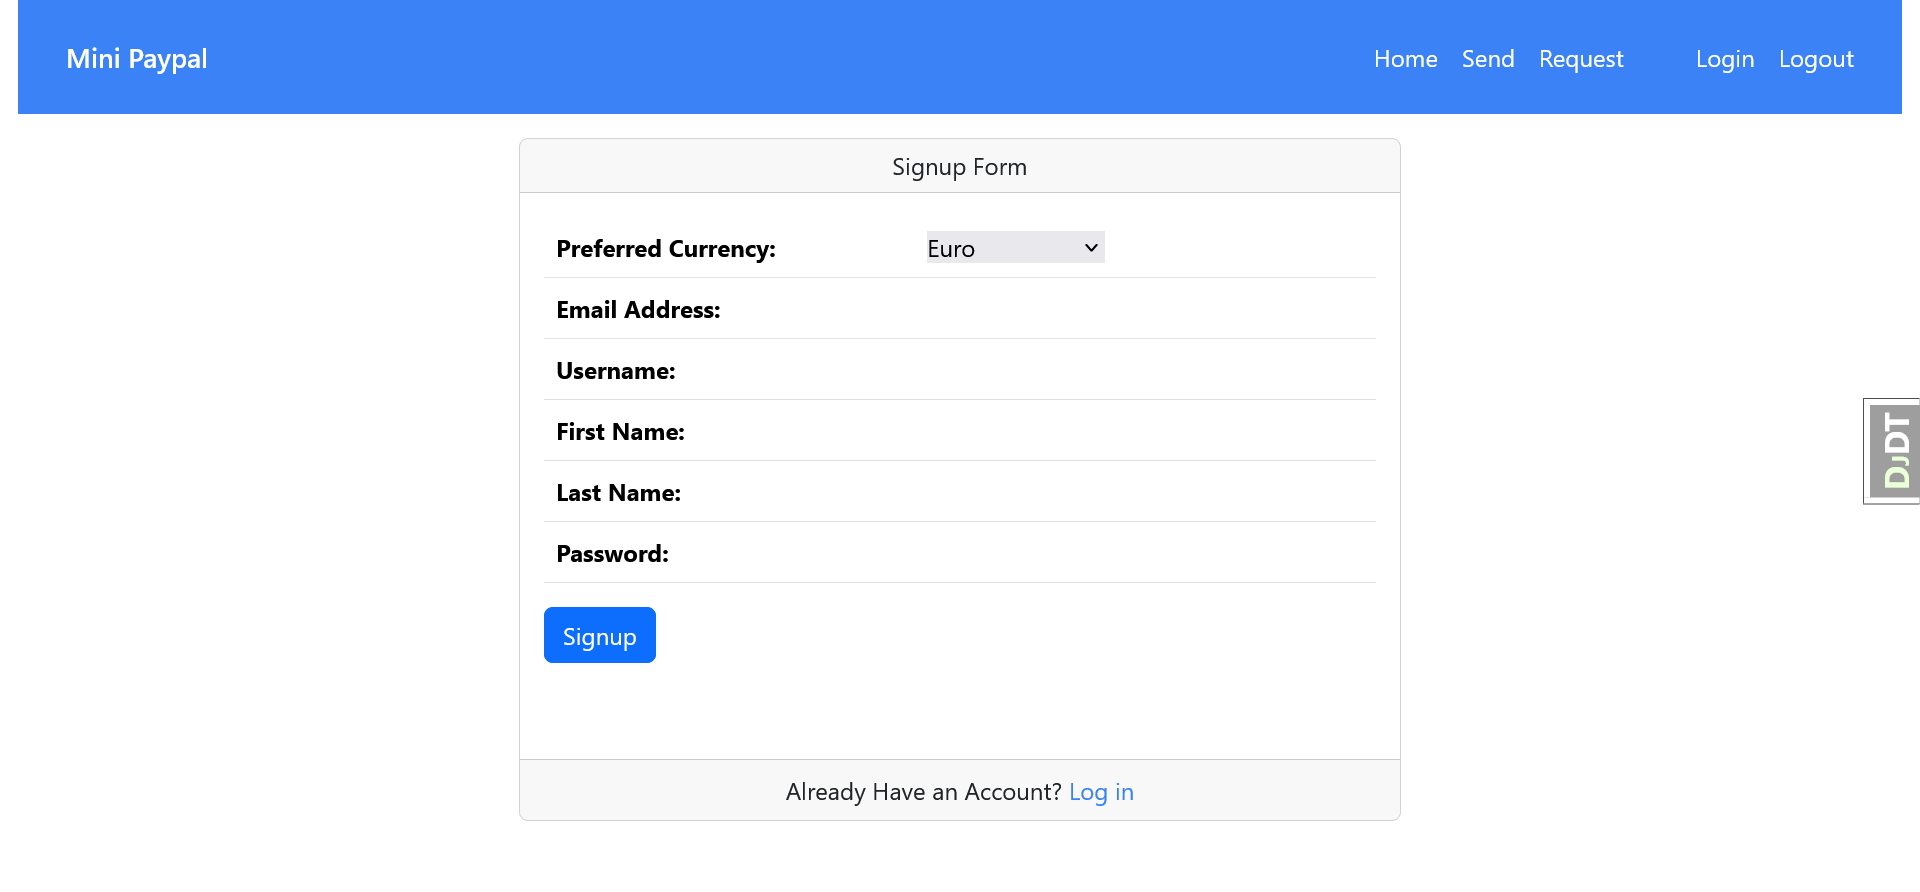 Mini Paypal
Home Send Request Login Logout
Signup Form
Preferred Currency: Euro
Email Address:
Username:
First Name:
Last Name:
Password:
Signup
Already Have an Account? Log in
DJDT